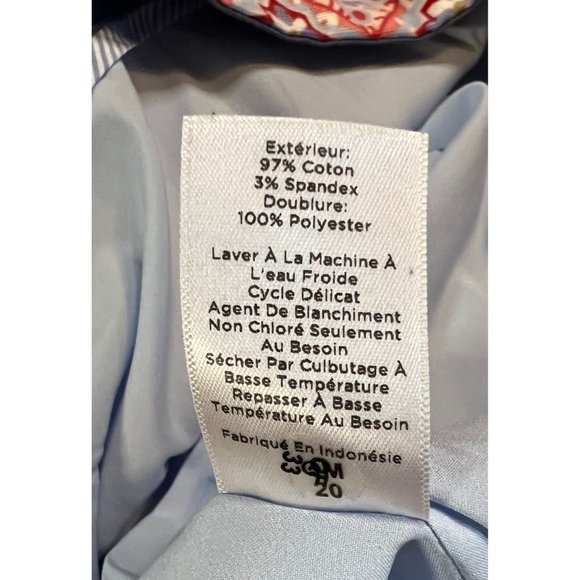 Extérieur:
97% Coton
3% Spandex
Doublure:
100% Polyester
Laver À La Machine À
L'eau Froide
Cycle Délicat
Agent De Blanchiment
Non Chloré Seulement
Au Besoin
Sécher Par Culbutage À
Basse Température
Repasser À Basse
Température Au Besoin
Fabriqué En Indonésie
20